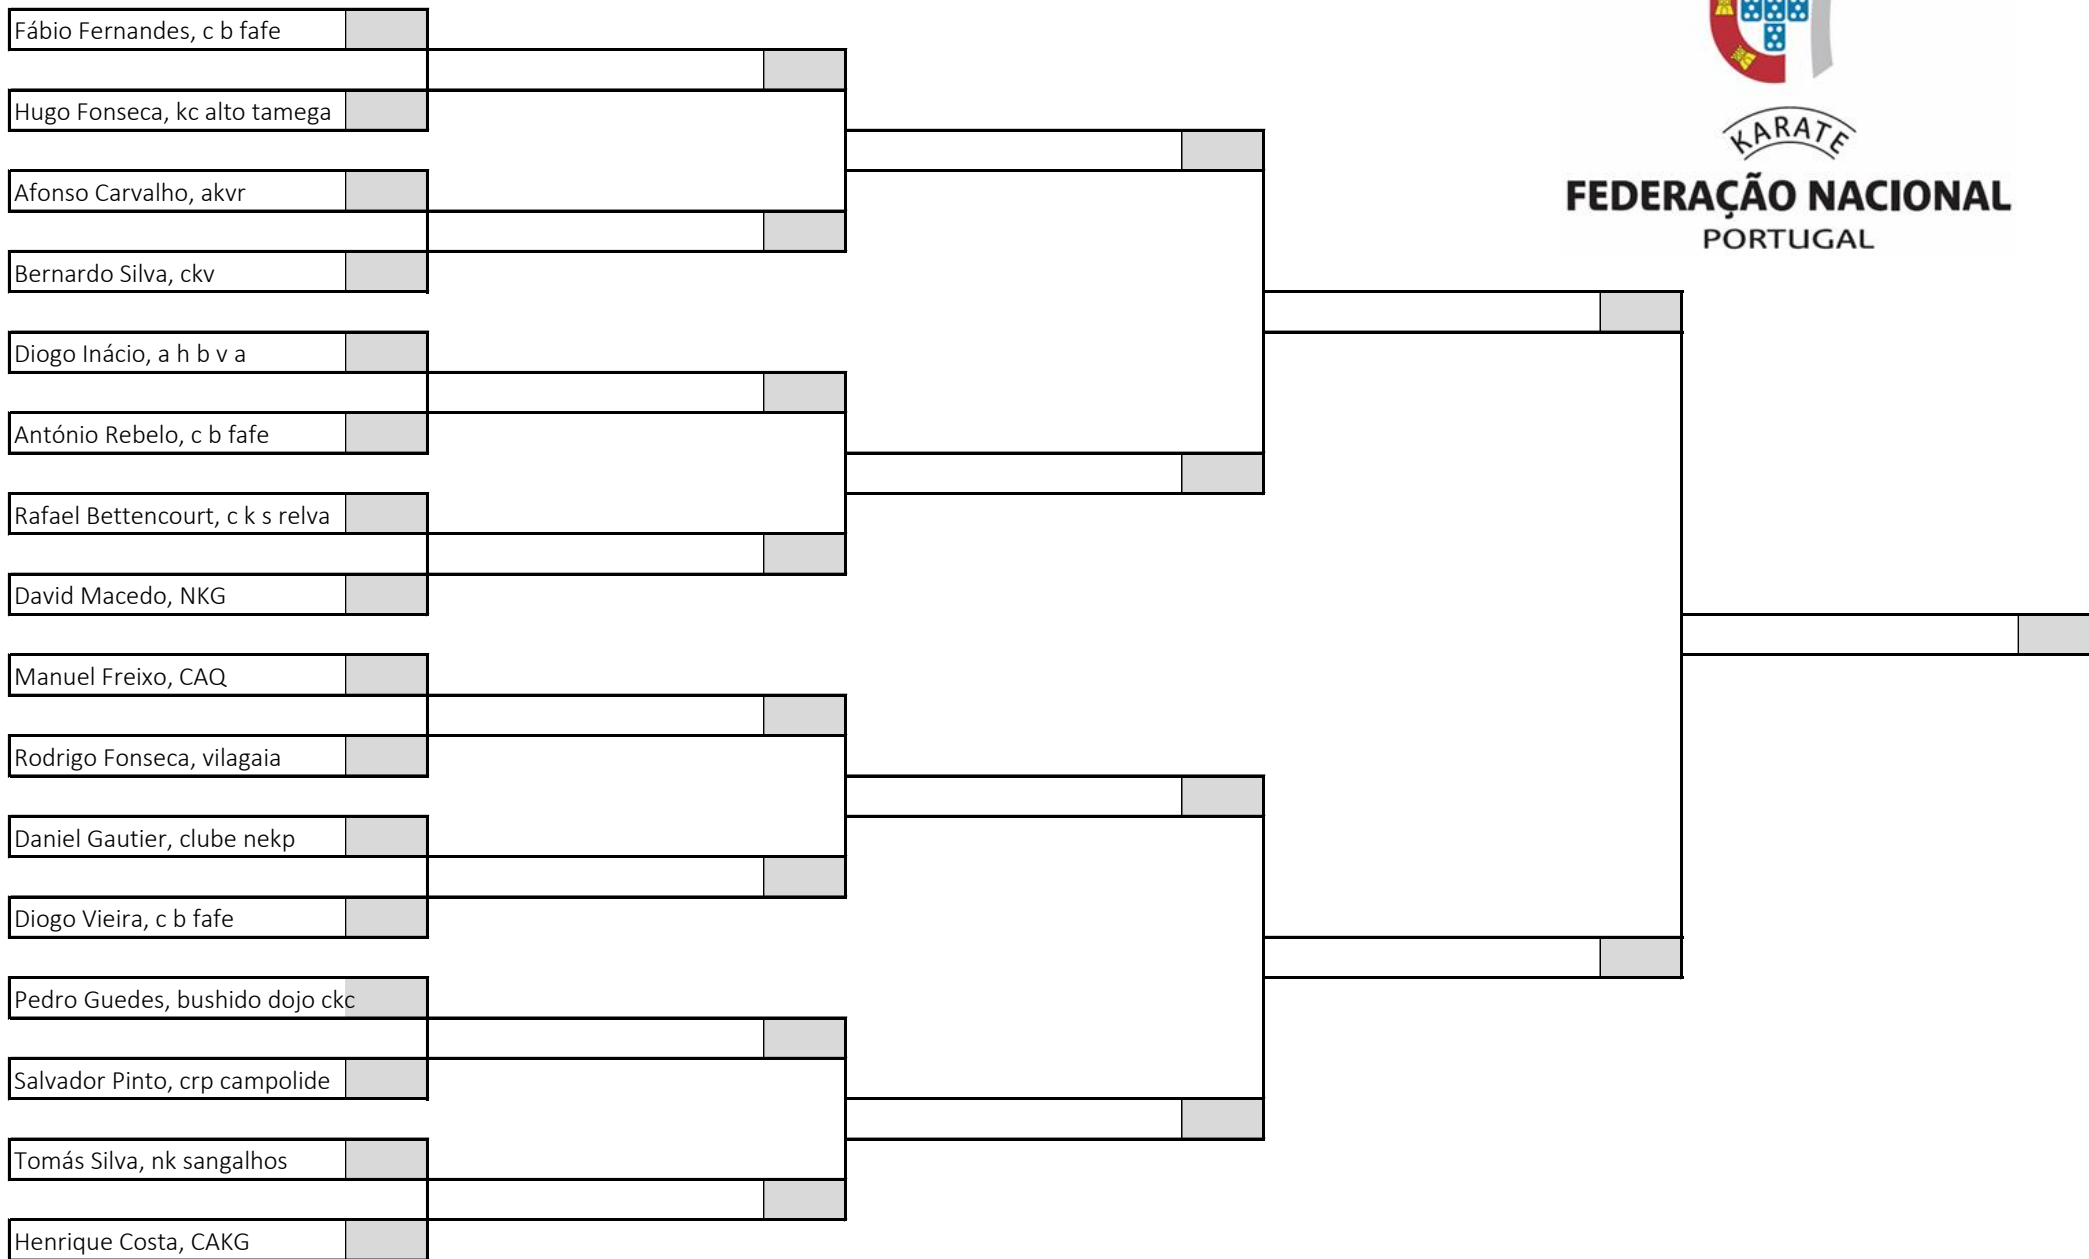 Fábio Fernandes, c b fafe
Hugo Fonseca, kc alto tamega
Afonso Carvalho, akvr
Bernardo Silva, ckv
Diogo Inácio, a h b v a
António Rebelo, c b fafe
Rafael Bettencourt, c k s relva
David Macedo, NKG
Manuel Freixo, CAQ
Rodrigo Fonseca, vilagaia
Daniel Gautier, clube nekp
Diogo Vieira, c b fafe
Pedro Guedes, bushido dojo ckc
Salvador Pinto, crp campolide
Tomás Silva, nk sangalhos
Henrique Costa, CAKG
KARATE
FEDERAÇÃO NACIONAL
PORTUGAL